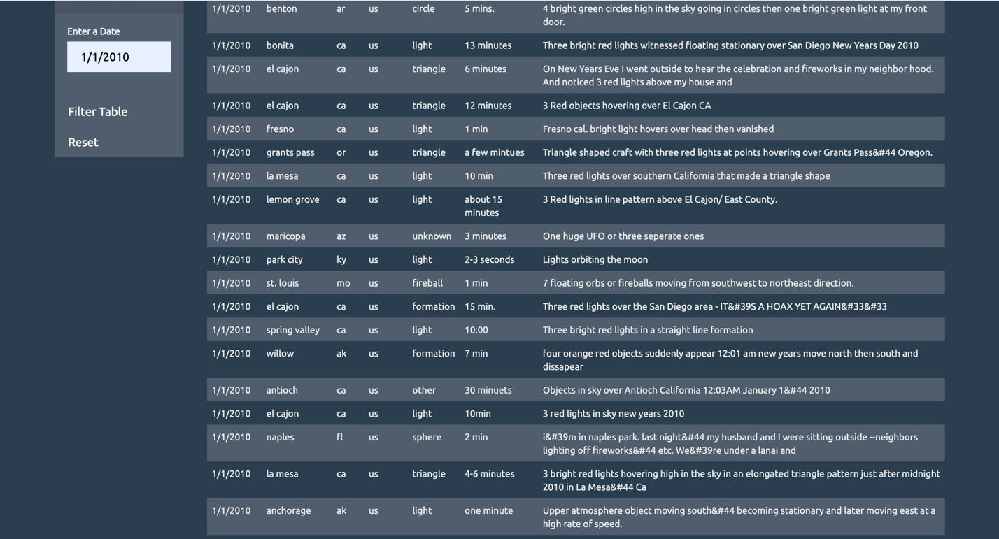 1/1/2010 benton ar us circle 5 mins. 4 bright green circles high in the sky going in circles then one bright green light at my front
door.
Enter a Date
1/1/2010
Filter Table
Reset
1/1/2010 bonita ca us light 13 minutes Three bright red lights witnessed floating stationary over San Diego New Years Day 2010
1/1/2010 el cajon ca us triangle 6 minutes On New Years Eve I went outside to hear the celebration and fireworks in my neighbor hood.
And noticed 3 red lights above my house and
1/1/2010 el cajon ca us triangle 12 minutes 3 Red objects hovering over El Cajon CA
1/1/2010 fresno ca us light 1 min Fresno cal. bright light hovers over head then vanished
1/1/2010 grants pass or us triangle a few mintues Triangle shaped craft with three red lights at points hovering over Grants Pass&#44 Oregon.
1/1/2010 la mesa ca us light 10 min Three red lights over southern California that made a triangle shape
1/1/2010 lemon grove ca us light about 15 3 Red lights in line pattern above El Cajon/ East County.
minutes
1/1/2010 maricopa az us unknown 3 minutes One huge UFO or three seperate ones
1/1/2010 park city ky us light 2-3 seconds Lights orbiting the moon
1/1/2010 st. louis mo us fireball 1 min 7 floating orbs or fireballs moving from southwest to northeast direction.
1/1/2010 el cajon ca us formation 15 min. Three red lights over the San Diego area - IT&#39S A HOAX YET AGAIN&#33&#33
1/1/2010 spring valley ca us light 10:00 Three bright red lights in a straight line formation
1/1/2010 willow ak us formation 7 min four orange red objects suddenly appear 12:01 am new years move north then south and
dissapear
1/1/2010 antioch ca us other 30 minuets Objects in sky over Antioch California 12:03AM January 1&#44 2010
1/1/2010 el cajon ca us light 10min 3 red lights in sky new years 2010
1/1/2010 naples fl us sphere 2 min i&#39m in naples park. last night&#44 my husband and I were sitting outside --neighbors
lighting off fireworks&#44 etc. We&#39re under a lanai and
1/1/2010 la mesa ca us triangle 4-6 minutes 3 bright red lights hovering high in the sky in an elongated triangle pattern just after midnight
2010 in La Mesa&#44 Ca
1/1/2010 anchorage ak us light one minute Upper atmosphere object moving south&#44 becoming stationary and later moving east at a
high rate of speed.